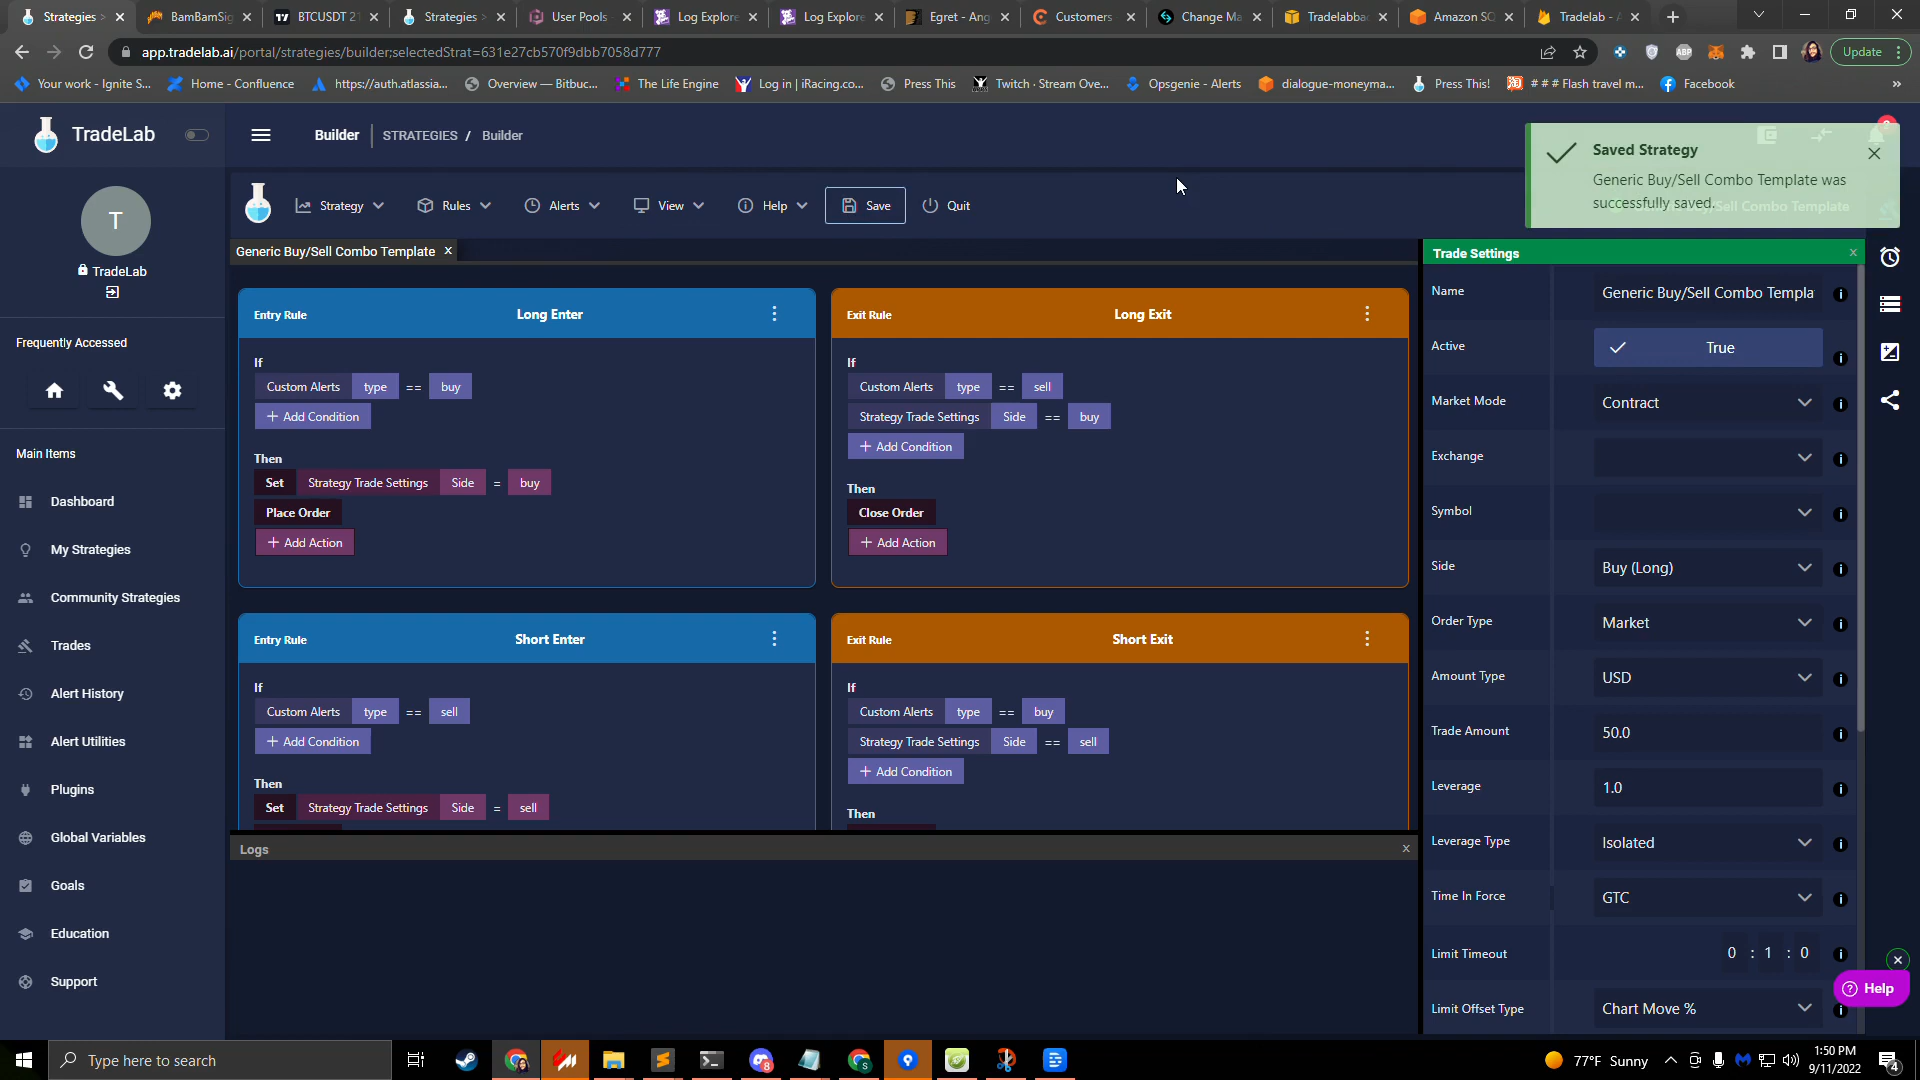 Strategies >
BamBamSig
BTCUSDT 2
Strategies >
User Pools -
Log Explore
Log Explore
Egret - Ang
Customers
Change Ma
Tradelabba
Amazon SQ
Tradelab - A
app.tradelab.ai/portal/strategies/builder;selectedStrat=631e27cb570f9dbb7058d777
Update
Your work - Ignite S...
Home - Confluence
https://auth.atlassia...
Overview — Bitbuc...
The Life Engine
Log in | iRacing.co...
Press This
Twitch · Stream Ove...
Opsgenie - Alerts
dialogue-moneyma...
Press This!
# # # Flash travel m...
Facebook
»
TradeLab
Builder
STRATEGIES / Builder
Saved Strategy
Generic Buy/Sell Combo Template was
successfully saved.
T
TradeLab
Strategy
Rules
Alerts
View
Help
Save
Quit
Generic Buy/Sell Combo Template x
Trade Settings x
Frequently Accessed
Main Items
Dashboard
My Strategies
Community Strategies
Trades
Alert History
Alert Utilities
Plugins
Global Variables
Goals
Education
Support
Entry Rule Long Enter
If
Custom Alerts type == buy
+ Add Condition
Then
Set Strategy Trade Settings Side = buy
Place Order
+ Add Action
Exit Rule Long Exit
If
Custom Alerts type == sell
Strategy Trade Settings Side == buy
+ Add Condition
Then
Close Order
+ Add Action
Entry Rule Short Enter
If
Custom Alerts type == sell
+ Add Condition
Then
Set Strategy Trade Settings Side = sell
Exit Rule Short Exit
If
Custom Alerts type == buy
Strategy Trade Settings Side == sell
+ Add Condition
Then
Logs x
Name Generic Buy/Sell Combo Templa
Active True
Market Mode Contract
Exchange
Symbol
Side Buy (Long)
Order Type Market
Amount Type USD
Trade Amount 50.0
Leverage 1.0
Leverage Type Isolated
Time In Force GTC
Limit Timeout 0 : 1 : 0
Limit Offset Type Chart Move %
Help
Type here to search
77°F Sunny
1:50 PM
9/11/2022
4